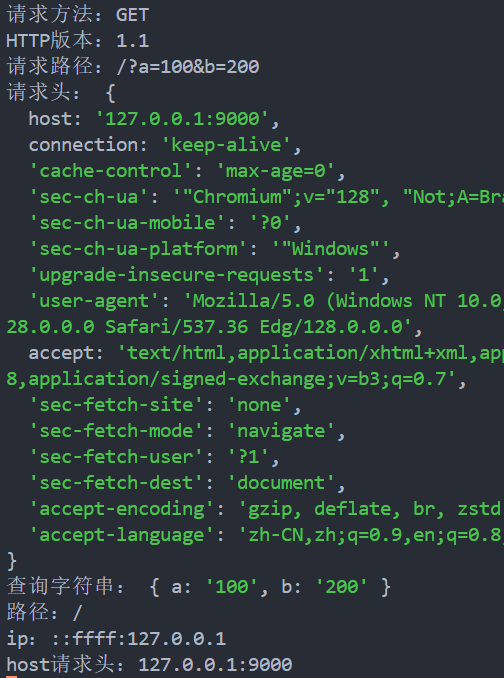 请求方法：GET
HTTP版本：1.1
请求路径：/?a=100&b=200
请求头： {
  host: '127.0.0.1:9000',
  connection: 'keep-alive',
  'cache-control': 'max-age=0',
  'sec-ch-ua': '"Chromium";v="128", "Not;A=Bra
  'sec-ch-ua-mobile': '?0',
  'sec-ch-ua-platform': '"Windows"',
  'upgrade-insecure-requests': '1',
  'user-agent': 'Mozilla/5.0 (Windows NT 10.0
28.0.0.0 Safari/537.36 Edg/128.0.0.0',
  accept: 'text/html,application/xhtml+xml,app
8,application/signed-exchange;v=b3;q=0.7',
  'sec-fetch-site': 'none',
  'sec-fetch-mode': 'navigate',
  'sec-fetch-user': '?1',
  'sec-fetch-dest': 'document',
  'accept-encoding': 'gzip, deflate, br, zstd
  'accept-language': 'zh-CN,zh;q=0.9,en;q=0.8
}
查询字符串： { a: '100', b: '200' }
路径：/
ip：::ffff:127.0.0.1
host请求头：127.0.0.1:9000